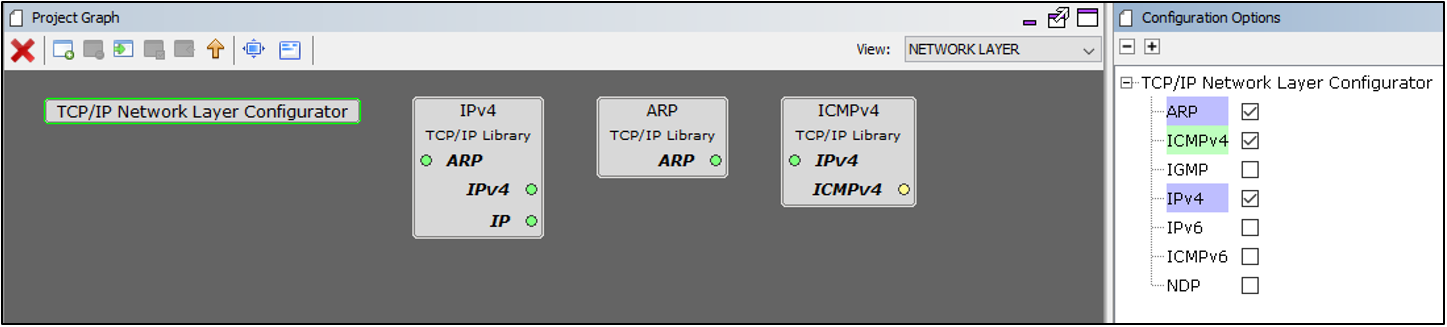 Project Graph
View: NETWORK LAYER
TCP/IP Network Layer Configurator
IPv4
TCP/IP Library
ARP
IPv4
IP
ARP
TCP/IP Library
ARP
ICMPv4
TCP/IP Library
IPv4
ICMPv4
Configuration Options
TCP/IP Network Layer Configurator
ARP
ICMPv4
IGMP
IPv4
IPv6
ICMPv6
NDP